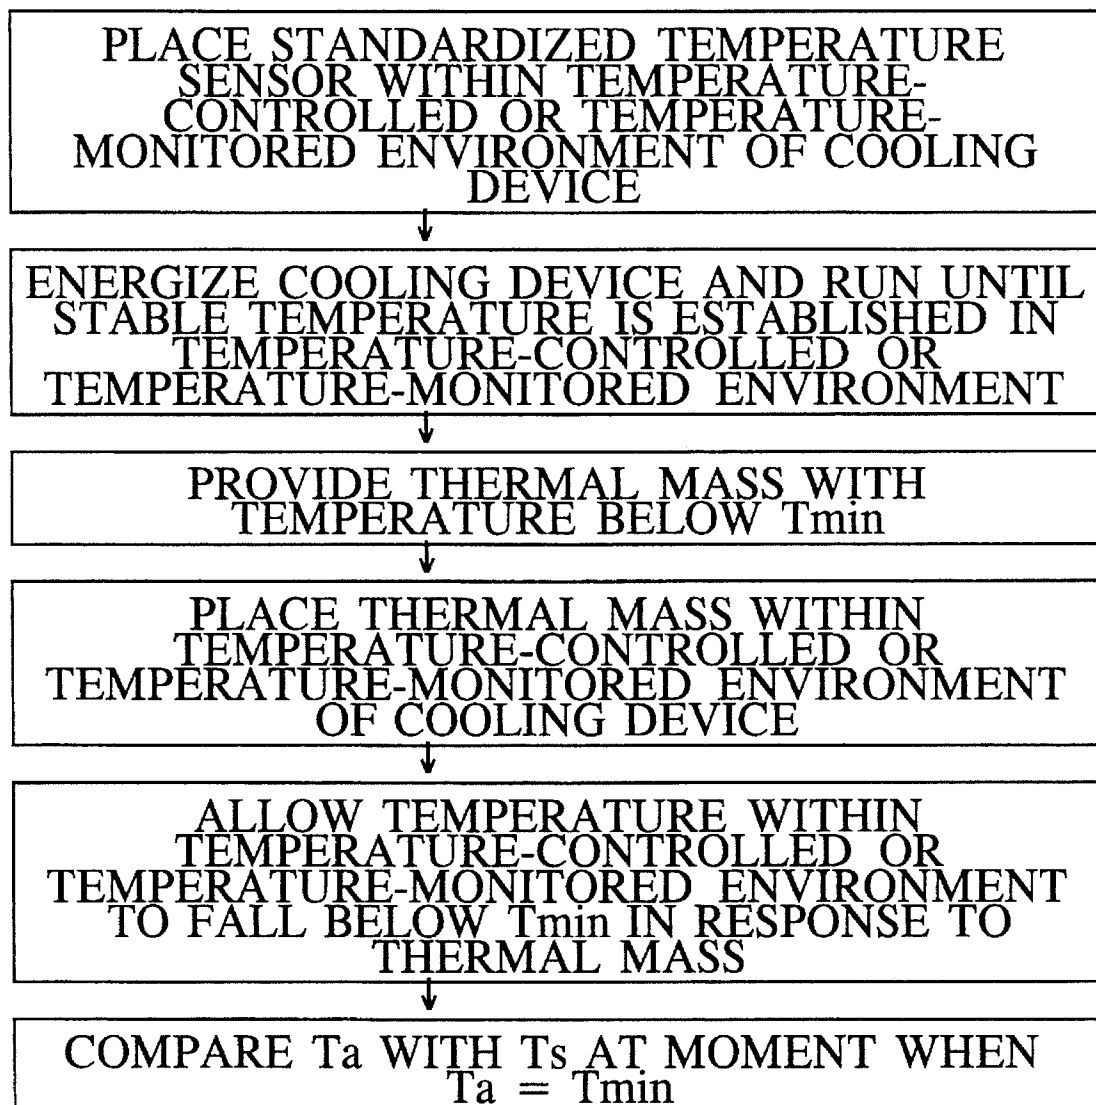 PLACE STANDARDIZED TEMPERATURE
SENSOR WITHIN TEMPERATURE-
CONTROLLED OR TEMPERATURE-
MONITORED ENVIRONMENT OF COOLING
DEVICE
ENERGIZE COOLING DEVICE AND RUN UNTIL
STABLE TEMPERATURE IS ESTABLISHED IN
TEMPERATURE-CONTROLLED OR
TEMPERATURE-MONITORED ENVIRONMENT
PROVIDE THERMAL MASS WITH
TEMPERATURE BELOW Tmin
PLACE THERMAL MASS WITHIN
TEMPERATURE-CONTROLLED OR
TEMPERATURE-MONITORED ENVIRONMENT
OF COOLING DEVICE
ALLOW TEMPERATURE WITHIN
TEMPERATURE-CONTROLLED OR
TEMPERATURE-MONITORED ENVIRONMENT
TO FALL BELOW Tmin IN RESPONSE TO
THERMAL MASS
COMPARE Ta WITH Ts AT MOMENT WHEN
Ta = Tmin